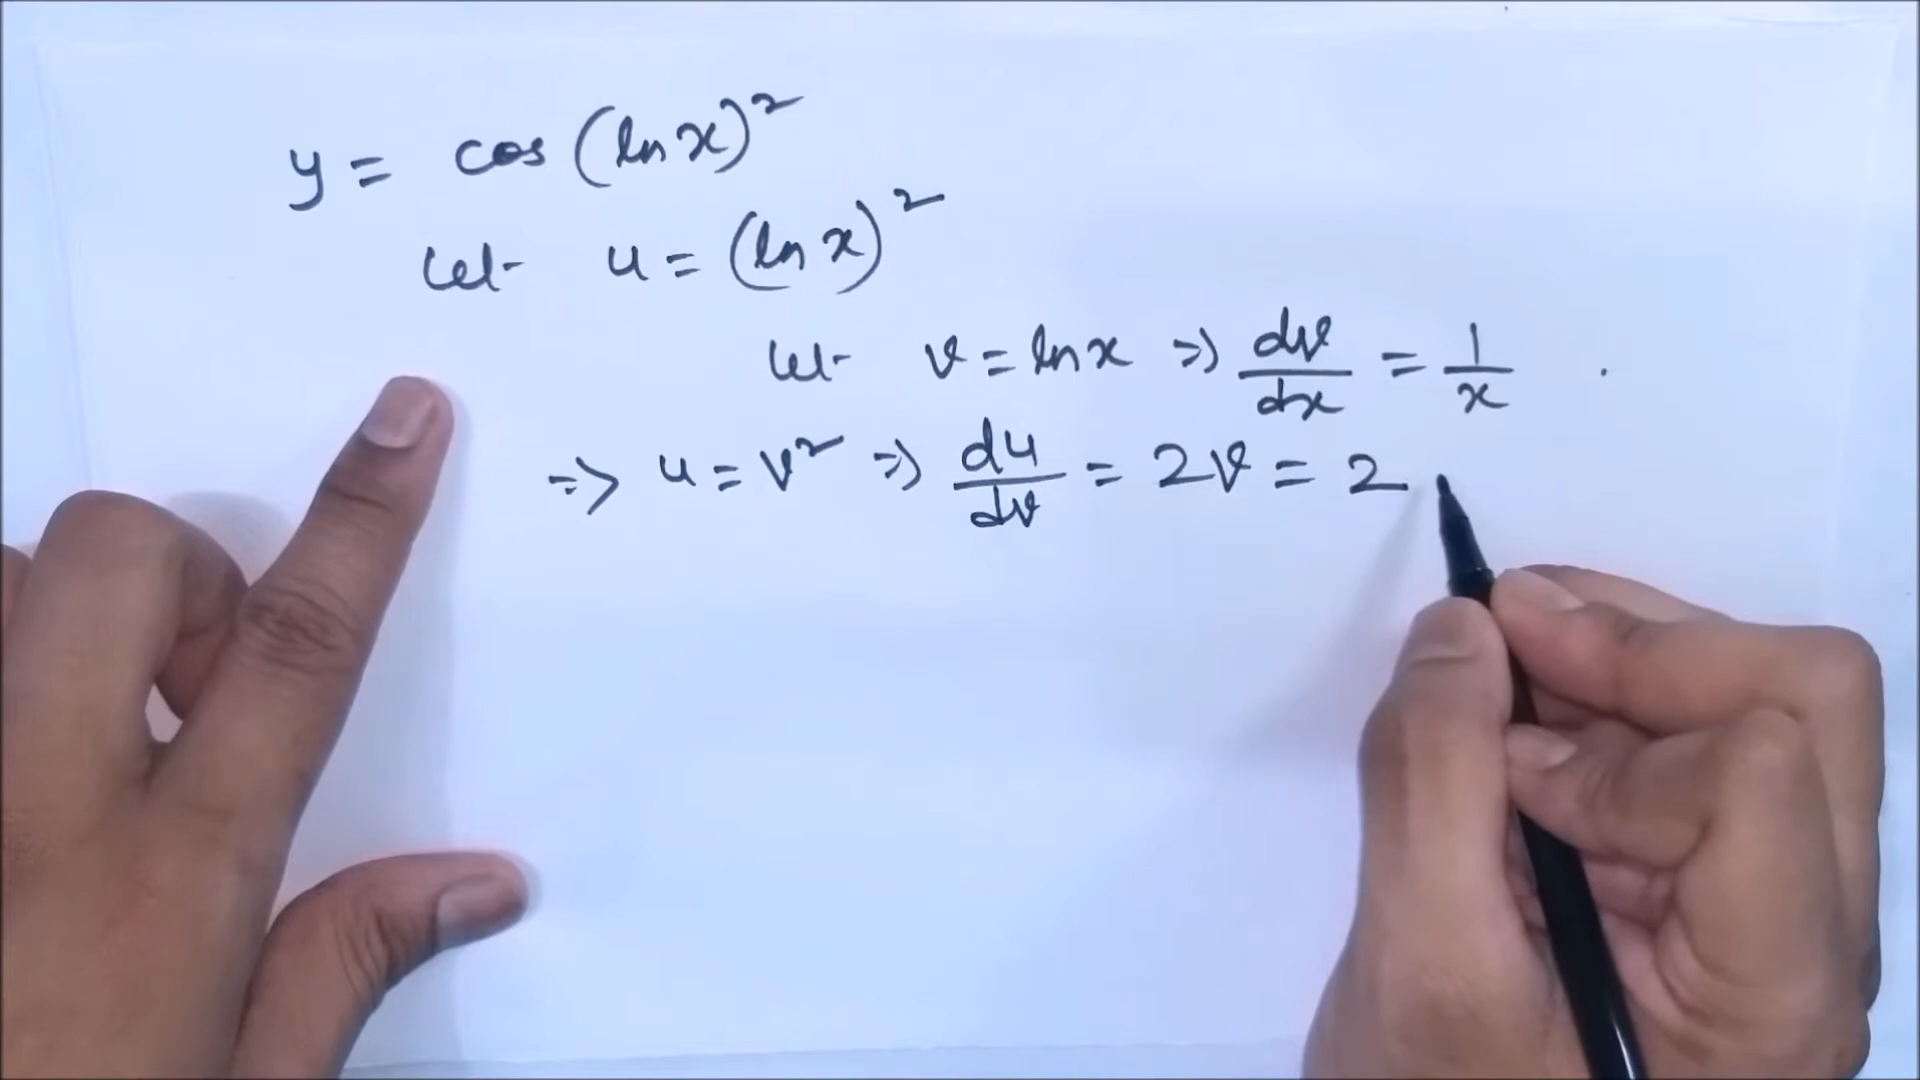 y = cos (ln x)²
let u = (ln x)²
let v = ln x => dv/dx = 1/x .
=> u = v² => du/dv = 2v = 2